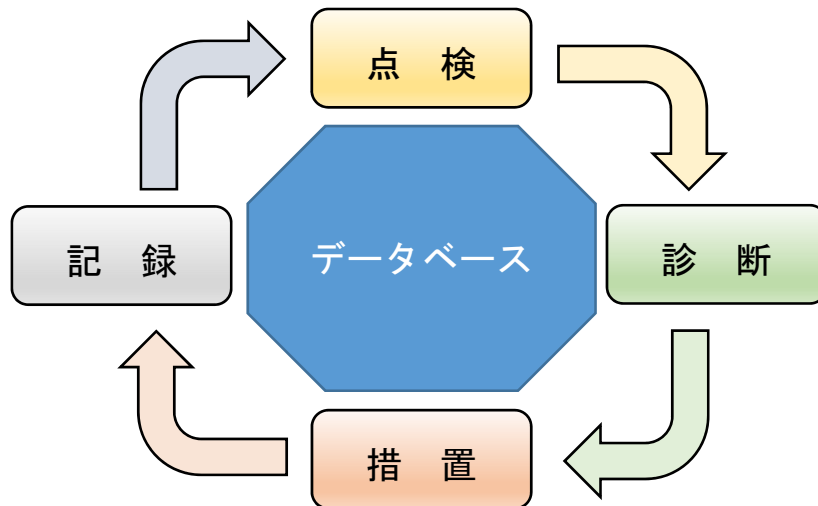 点　検
記　録
データベース
診　断
措　置